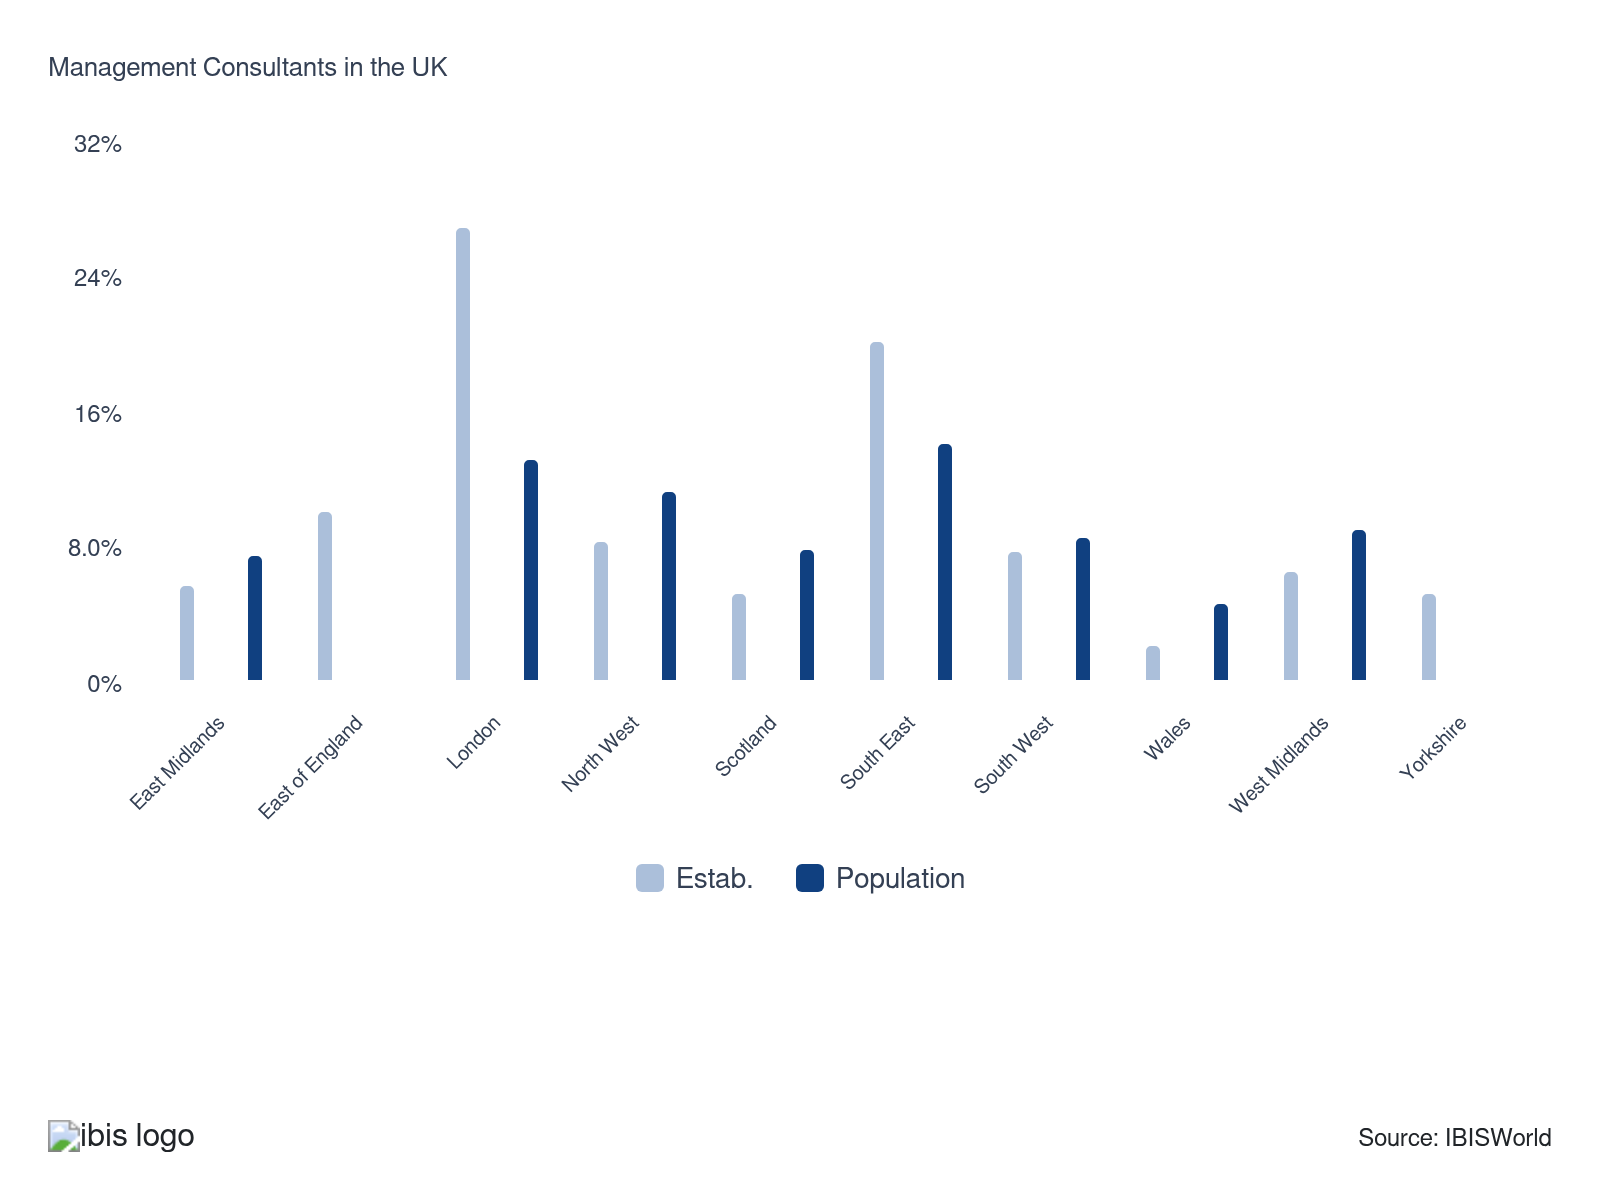 Management Consultants in the UK
32%
24%
16%
8.0%
0%
East Midlands
East of England
London
North West
Scotland
South East
South West
Wales
West Midlands
Yorkshire
Estab.
Population
ibis logo
Source: IBISWorld